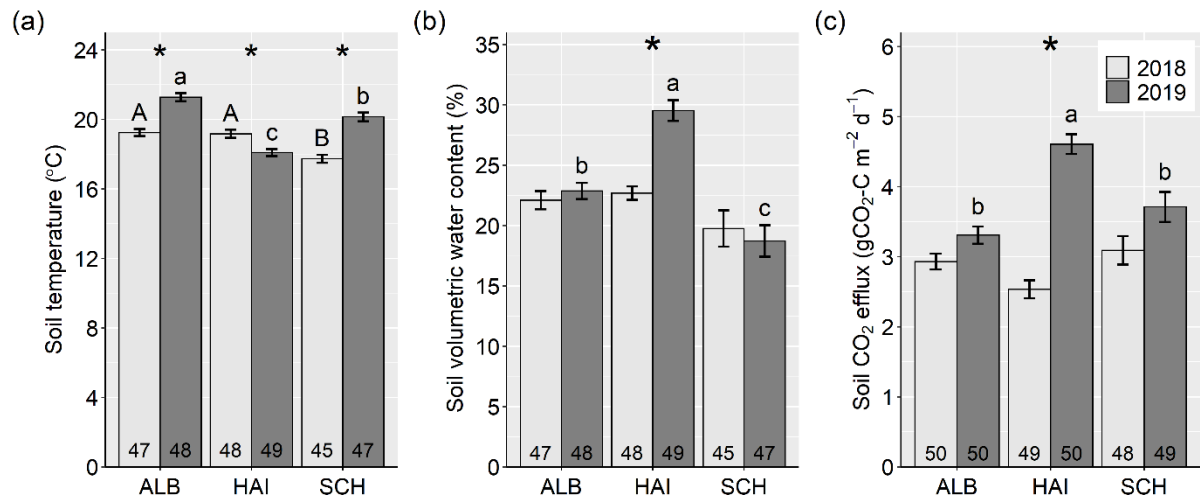 (a)
Soil temperature (°C)
24
20
16
12
8
4
0
*
*
*
A
a
A
c
B
b
47
48
48
49
45
47
ALB
HAI
SCH
(b)
Soil volumetric water content (%)
35
30
25
20
15
10
5
0
*
b
a
c
47
48
48
49
45
47
ALB
HAI
SCH
(c)
Soil CO₂ efflux (gCO₂-C m⁻² d⁻¹)
6
5
4
3
2
1
0
*
2018
2019
b
a
b
50
50
49
50
48
49
ALB
HAI
SCH